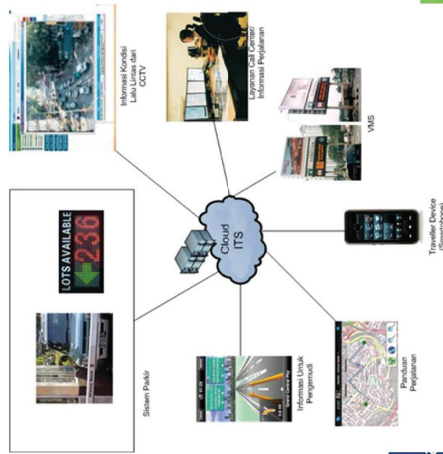 Informasi Kondisi
Lalu Lintas dari
CCTV
Layanan Call Center/
Informasi Perjalanan
VMS
Traveller Device
(Smartphone)
Panduan
Perjalanan
Informasi Untuk
Pengemudi
Sistem Parkir
LOTS AVAILABLE
236
Cloud
ITS